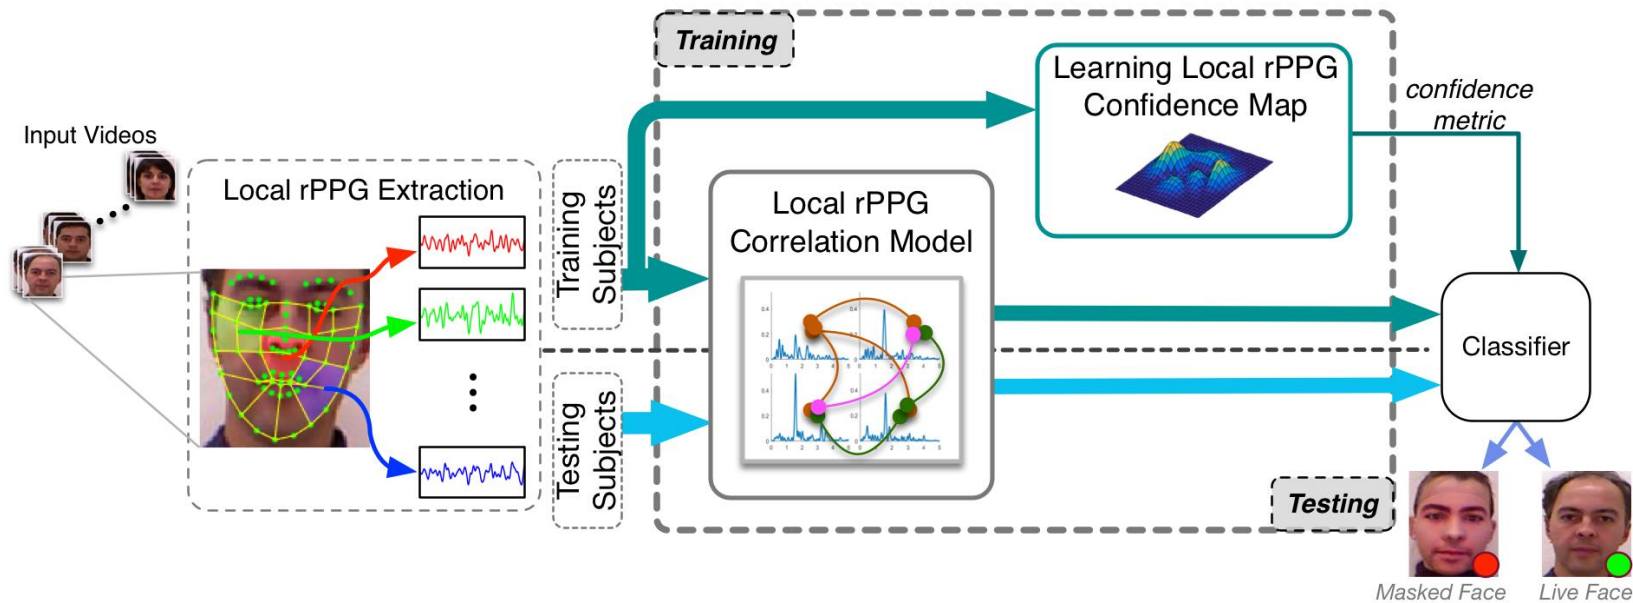 Training
Learning Local rPPG
Confidence Map
confidence
metric
Input Videos
Local rPPG Extraction
Training
Subjects
Local rPPG
Correlation Model
Classifier
Testing
Subjects
Testing
Masked Face
Live Face